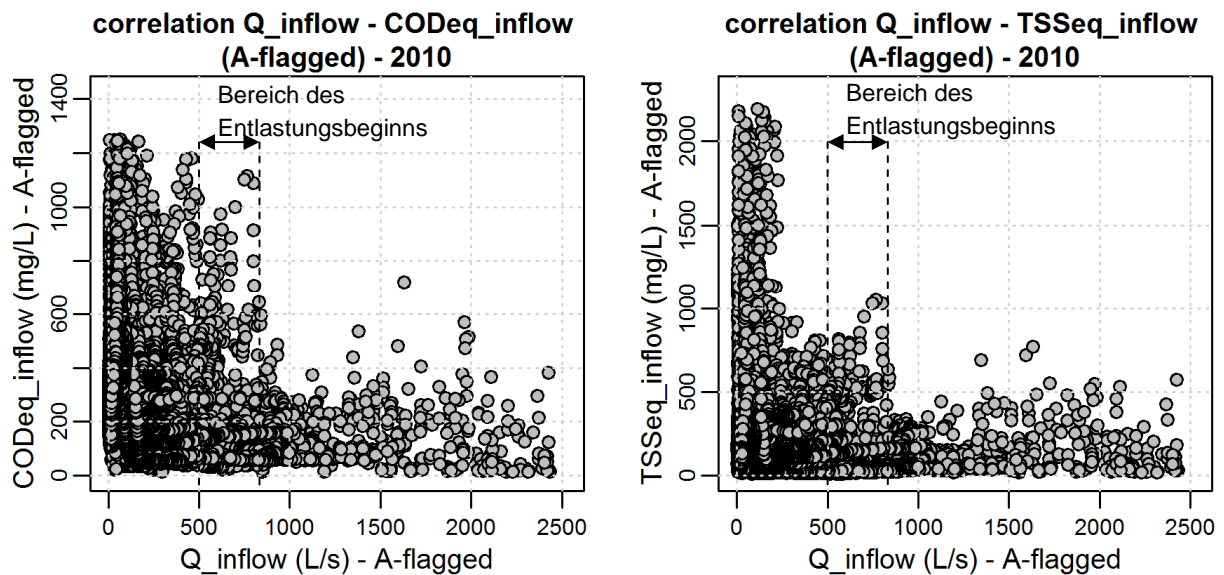 correlation Q_inflow - CODeq_inflow
(A-flagged) - 2010
CODeq_inflow (mg/L) - A-flagged
1400
1000
600
200
0
Bereich des
Entlastungsbeginns
0 500 1000 1500 2000 2500
Q_inflow (L/s) - A-flagged
correlation Q_inflow - TSSeq_inflow
(A-flagged) - 2010
TSSeq_inflow (mg/L) - A-flagged
2000
1500
1000
500
0
Bereich des
Entlastungsbeginns
0 500 1000 1500 2000 2500
Q_inflow (L/s) - A-flagged